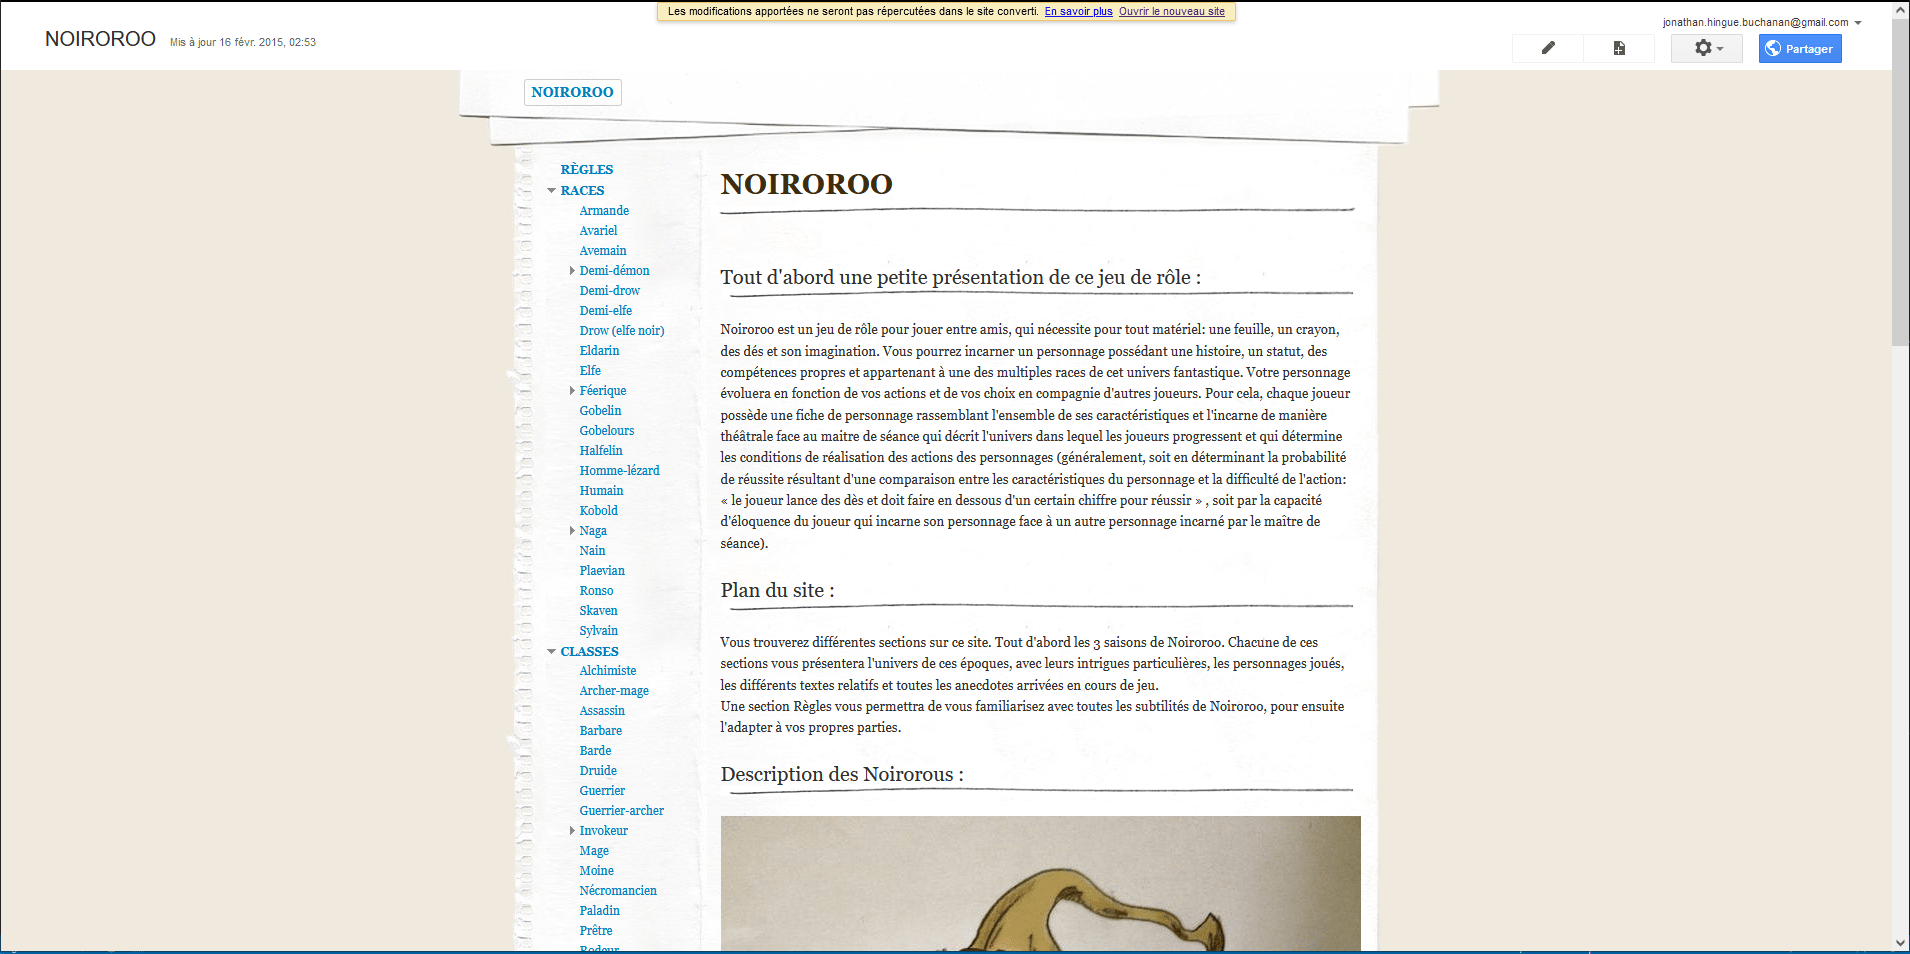 Les modifications apportées ne seront pas répercutées dans le site converti. En savoir plus Ouvrir le nouveau site
jonathan.hingue.buchanan@gmail.com
NOIROROO Mis à jour 16 févr. 2015, 02:53
Partager
NOIROROO
RÈGLES
RACES
Armande
Avariel
Avemain
Demi-démon
Demi-drow
Demi-elfe
Drow (elfe noir)
Eldarin
Elfe
Féerique
Gobelin
Gobelours
Halfelin
Homme-lézard
Humain
Kobold
Naga
Nain
Plaevian
Ronso
Skaven
Sylvain
CLASSES
Alchimiste
Archer-mage
Assassin
Barbare
Barde
Druide
Guerrier
Guerrier-archer
Invokeur
Mage
Moine
Nécromancien
Paladin
Prêtre
Rodeur
NOIROROO
Tout d'abord une petite présentation de ce jeu de rôle :
Noiroroo est un jeu de rôle pour jouer entre amis, qui nécessite pour tout matériel: une feuille, un crayon,
des dés et son imagination. Vous pourrez incarner un personnage possédant une histoire, un statut, des
compétences propres et appartenant à une des multiples races de cet univers fantastique. Votre personnage
évoluera en fonction de vos actions et de vos choix en compagnie d'autres joueurs. Pour cela, chaque joueur
possède une fiche de personnage rassemblant l'ensemble de ses caractéristiques et l'incarne de manière
théâtrale face au maitre de séance qui décrit l'univers dans lequel les joueurs progressent et qui détermine
les conditions de réalisation des actions des personnages (généralement, soit en déterminant la probabilité
de réussite résultant d'une comparaison entre les caractéristiques du personnage et la difficulté de l'action:
« le joueur lance des dès et doit faire en dessous d'un certain chiffre pour réussir » , soit par la capacité
d'éloquence du joueur qui incarne son personnage face à un autre personnage incarné par le maître de
séance).
Plan du site :
Vous trouverez différentes sections sur ce site. Tout d'abord les 3 saisons de Noiroroo. Chacune de ces
sections vous présentera l'univers de ces époques, avec leurs intrigues particulières, les personnages joués,
les différents textes relatifs et toutes les anecdotes arrivées en cours de jeu.
Une section Règles vous permettra de vous familiarisez avec toutes les subtilités de Noiroroo, pour ensuite
l'adapter à vos propres parties.
Description des Noirorous :